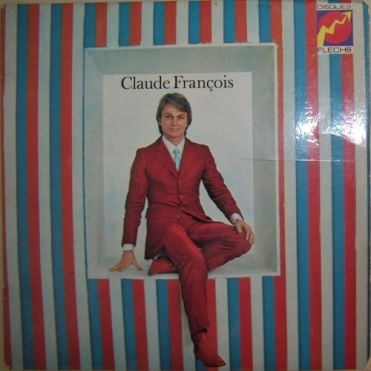 DISQUES
FLECHE
Claude François